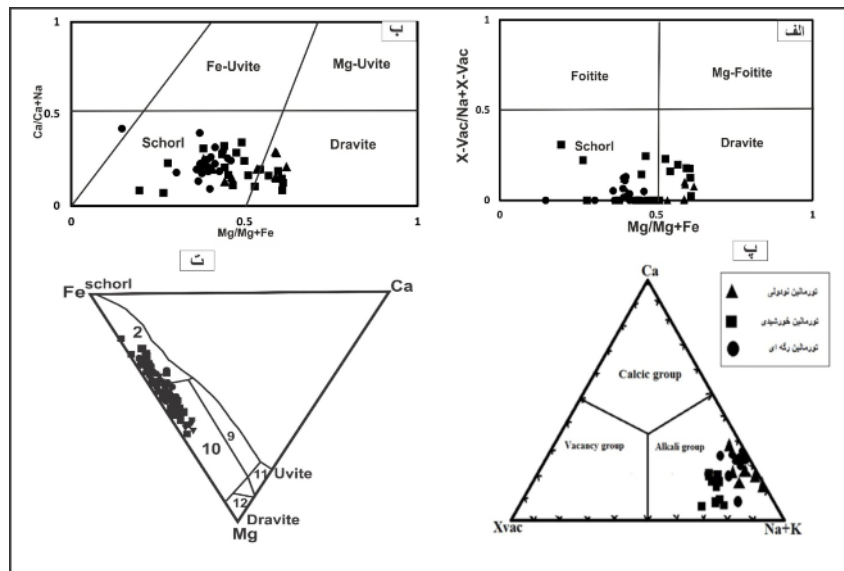 ب
Ca/Ca+Na
1
0.5
0
Fe-Uvite
Mg-Uvite
Schorl
Dravite
0.5
1
Mg/Mg+Fe
الف
X-Vac/Na+X-Vac
1
0.5
0
Foitite
Mg-Foitite
Schorl
Dravite
0
0.5
1
Mg/Mg+Fe
ت
schorl
Fe
Ca
2
9
10
11
Uvite
12
Dravite
Mg
پ
Ca
Calcic group
Vacancy group
Alkali group
Xvac
Na+K
تورمالین نودولی
تورمالین خورشیدی
تورمالین رگه ای